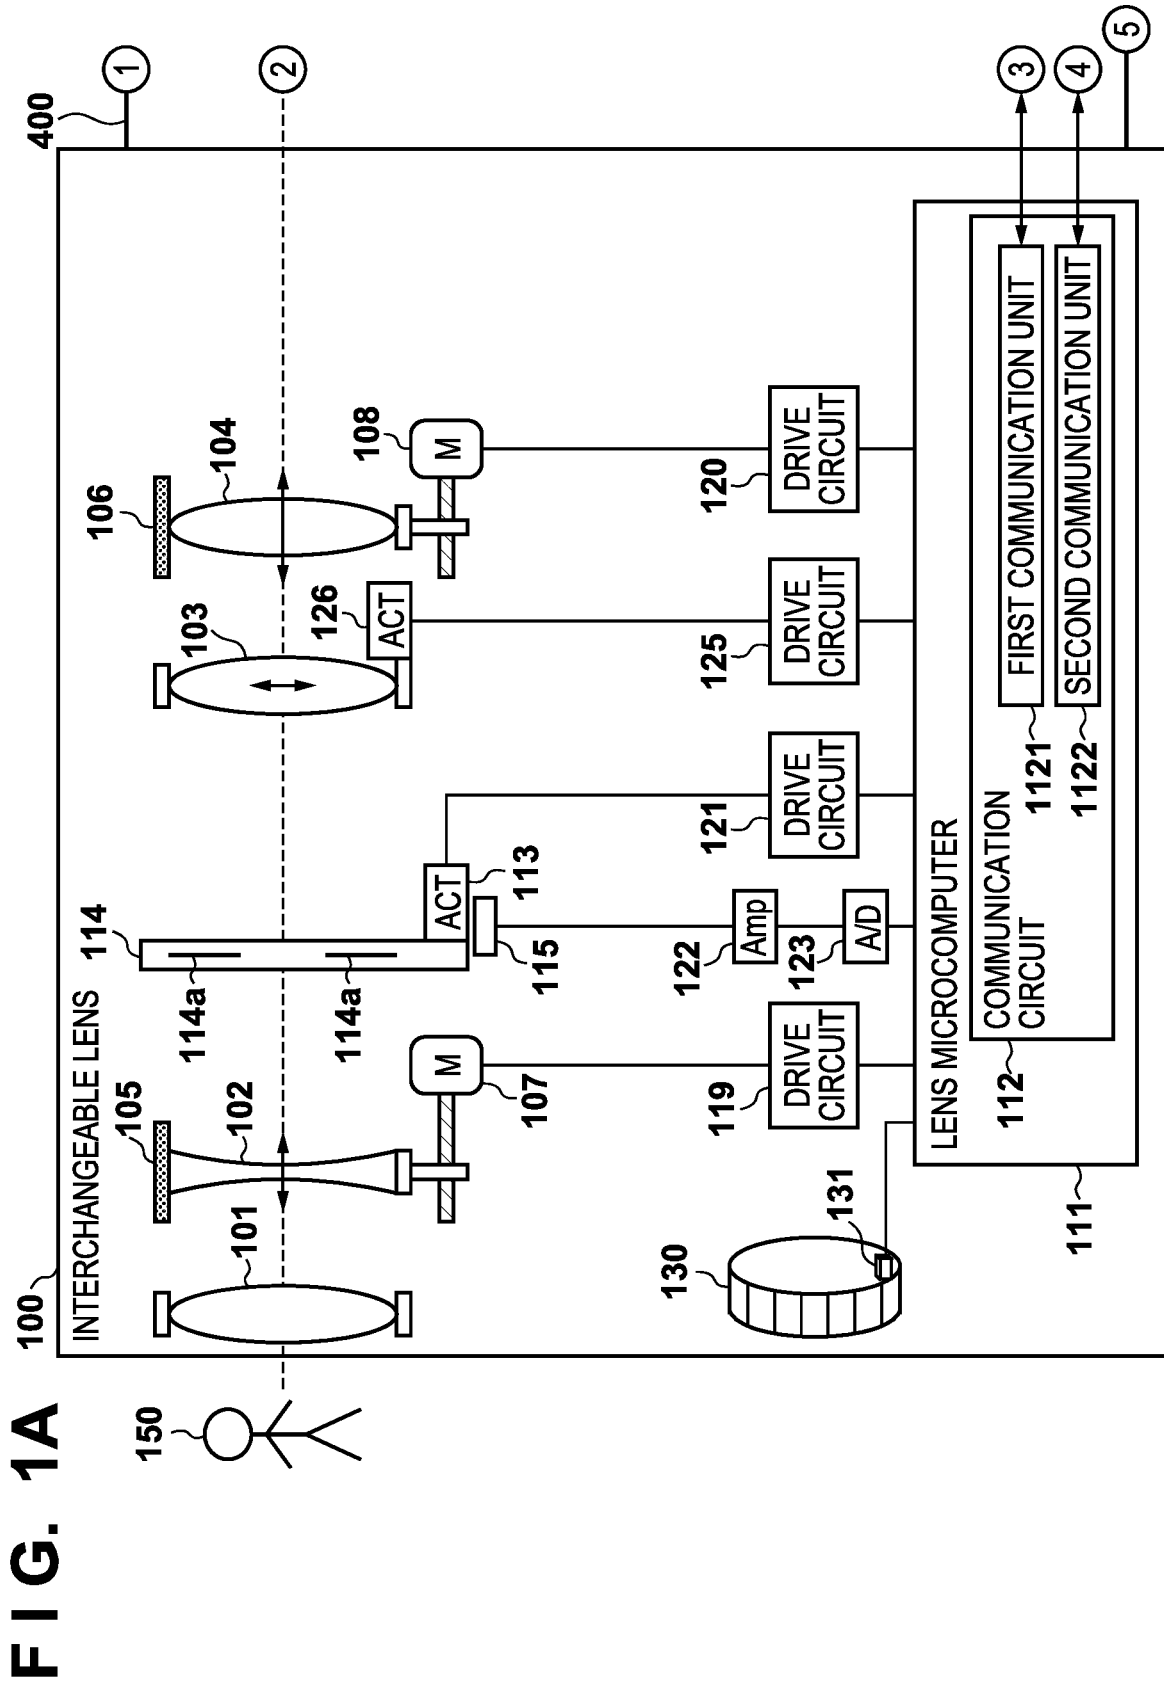 FIG. 1A
100
INTERCHANGEABLE LENS
400
1
2
150
101
105
102
114
114a
114a
103
106
104
107
M
115
113
ACT
126
ACT
108
M
130
131
119
DRIVE
CIRCUIT
122
Amp
123
A/D
121
DRIVE
CIRCUIT
125
DRIVE
CIRCUIT
120
DRIVE
CIRCUIT
111
LENS MICROCOMPUTER
112
COMMUNICATION
CIRCUIT
1121
FIRST COMMUNICATION UNIT
3
1122
SECOND COMMUNICATION UNIT
4
5